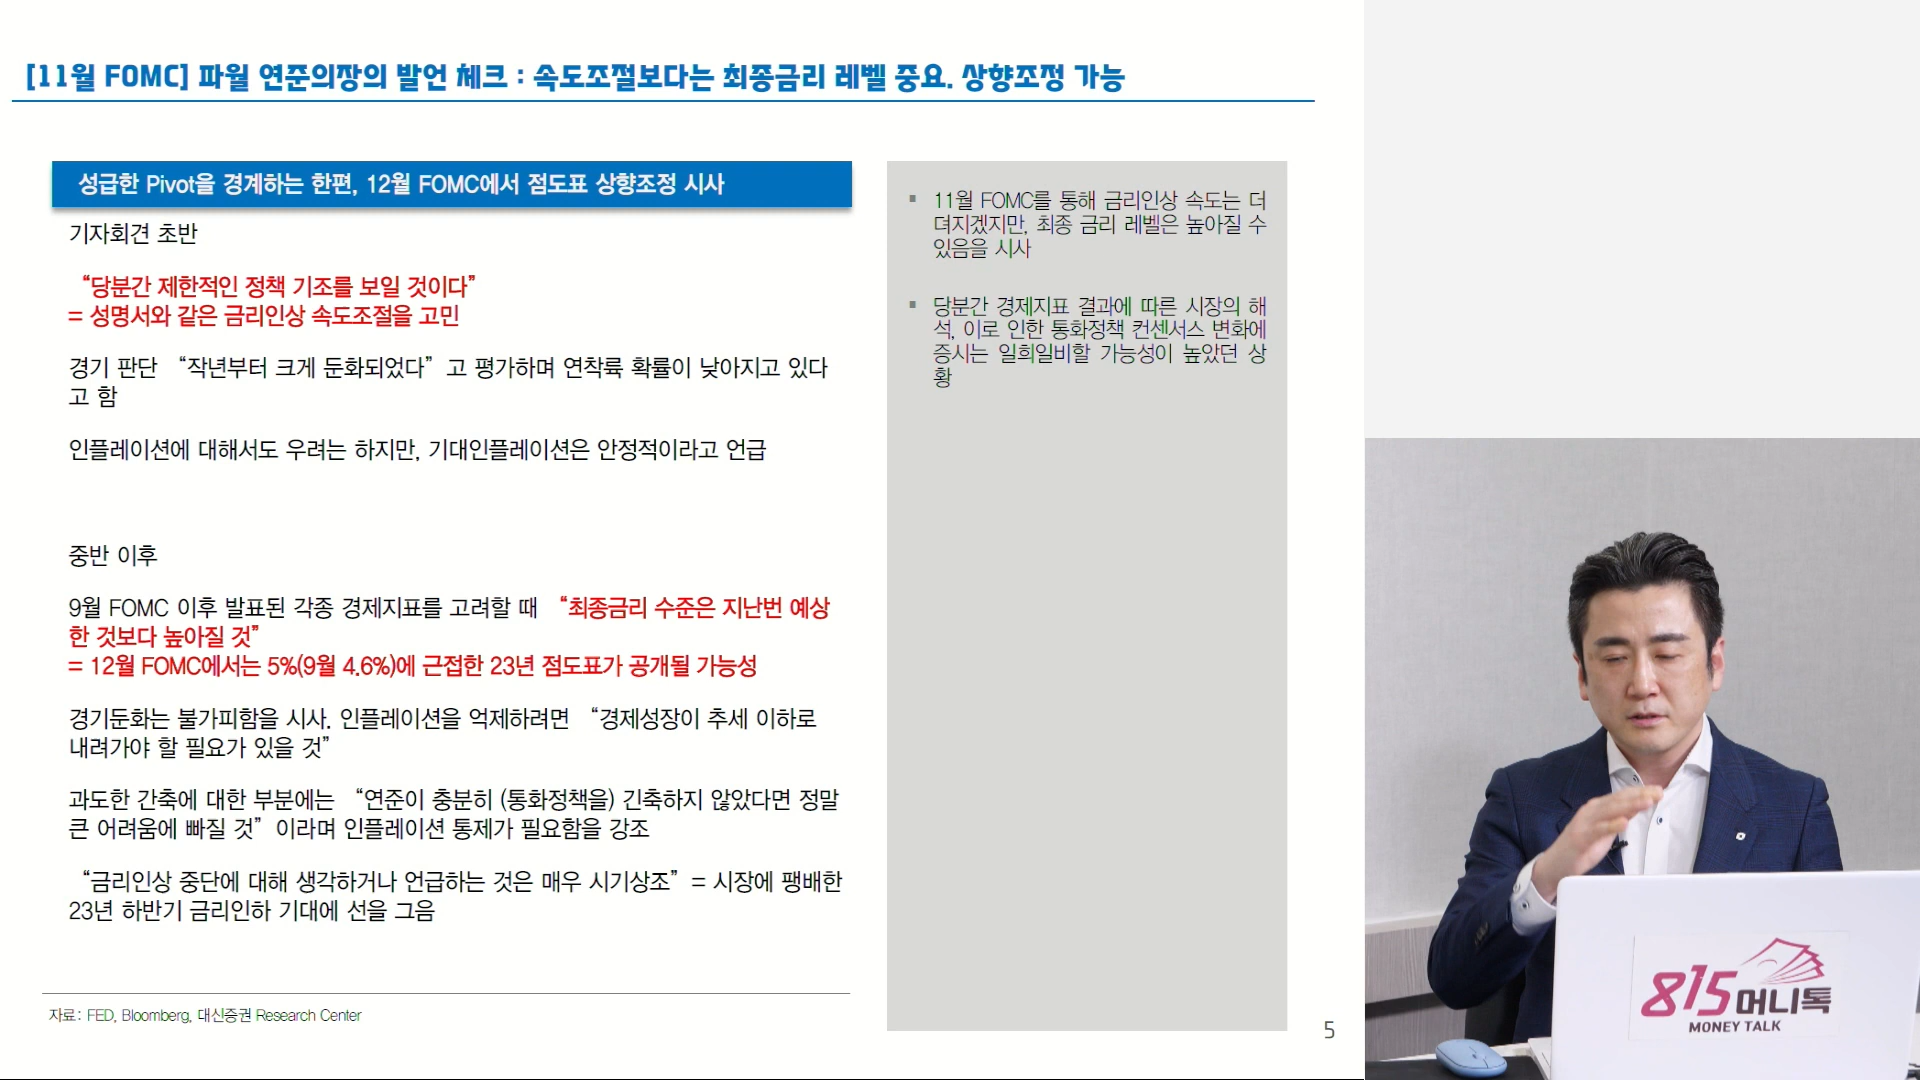 [11월 FOMC] 파월 연준의장의 발언 체크 : 속도조절보다는 최종금리 레벨 중요. 상향조정 가능
성급한 Pivot을 경계하는 한편, 12월 FOMC에서 점도표 상향조정 시사
기자회견 초반
“당분간 제한적인 정책 기조를 보일 것이다”
= 성명서와 같은 금리인상 속도조절을 고민
경기 판단 “작년부터 크게 둔화되었다”고 평가하며 연착륙 확률이 낮아지고 있다
고 함
인플레이션에 대해서도 우려는 하지만, 기대인플레이션은 안정적이라고 언급
중반 이후
9월 FOMC 이후 발표된 각종 경제지표를 고려할 때 “최종금리 수준은 지난번 예상
한 것보다 높아질 것”
= 12월 FOMC에서는 5%(9월 4.6%)에 근접한 23년 점도표가 공개될 가능성
경기둔화는 불가피함을 시사. 인플레이션을 억제하려면 “경제성장이 추세 이하로
내려가야 할 필요가 있을 것”
과도한 간축에 대한 부분에는 “연준이 충분히 (통화정책을) 긴축하지 않았다면 정말
큰 어려움에 빠질 것” 이라며 인플레이션 통제가 필요함을 강조
“금리인상 중단에 대해 생각하거나 언급하는 것은 매우 시기상조” = 시장에 팽배한
23년 하반기 금리인하 기대에 선을 그음
자료: FED, Bloomberg, 대신증권 Research Center
▪ 11월 FOMC를 통해 금리인상 속도는 더
뎌지겠지만, 최종 금리 레벨은 높아질 수
있음을 시사
▪ 당분간 경제지표 결과에 따른 시장의 해
석, 이로 인한 통화정책 컨센서스 변화에
증시는 일희일비할 가능성이 높았던 상
황
5
815머니톡
MONEY TALK